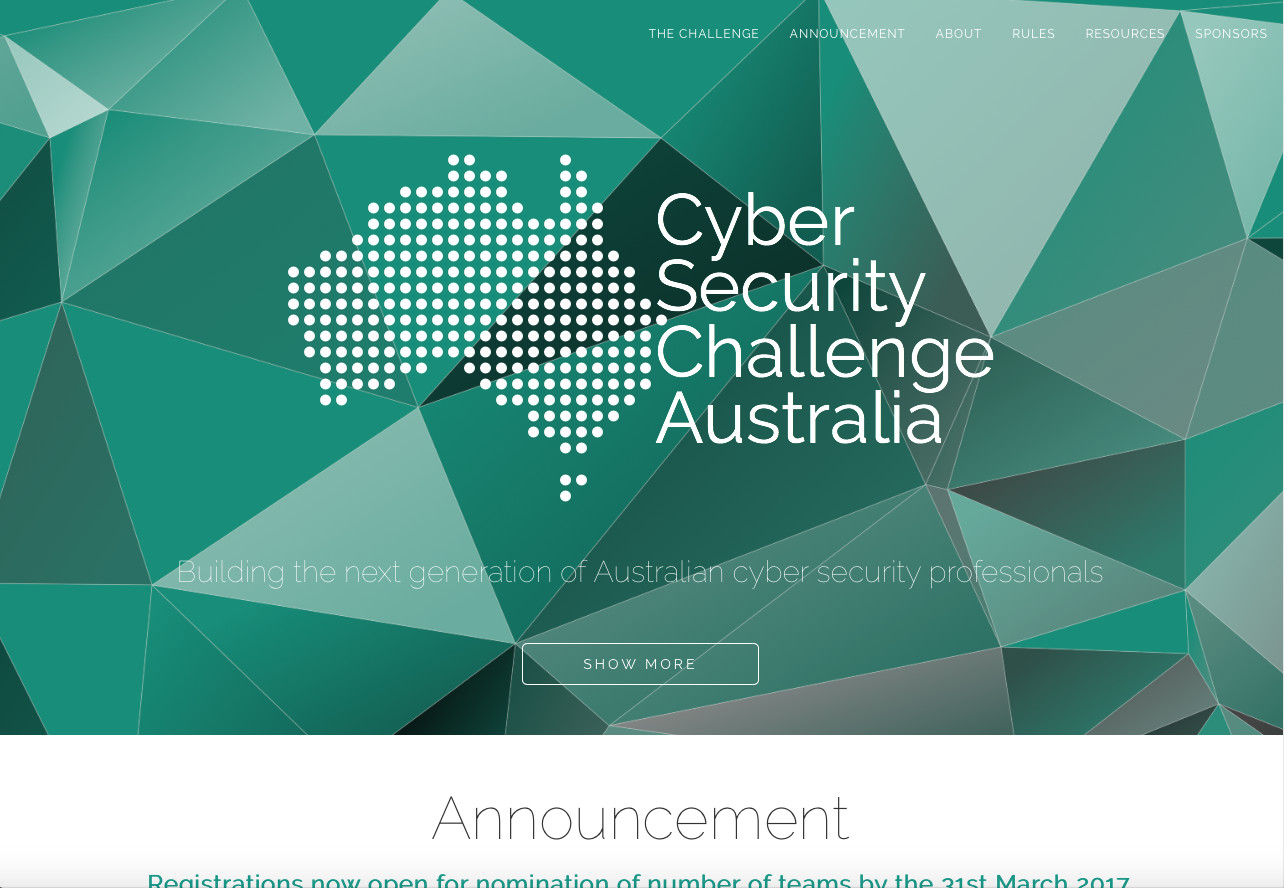 THE CHALLENGE ANNOUNCEMENT ABOUT RULES RESOURCES SPONSORS
Cyber
Security
Challenge
Australia
Building the next generation of Australian cyber security professionals
SHOW MORE
Announcement
Registrations now open for nomination of number of teams by the 31st March 2017